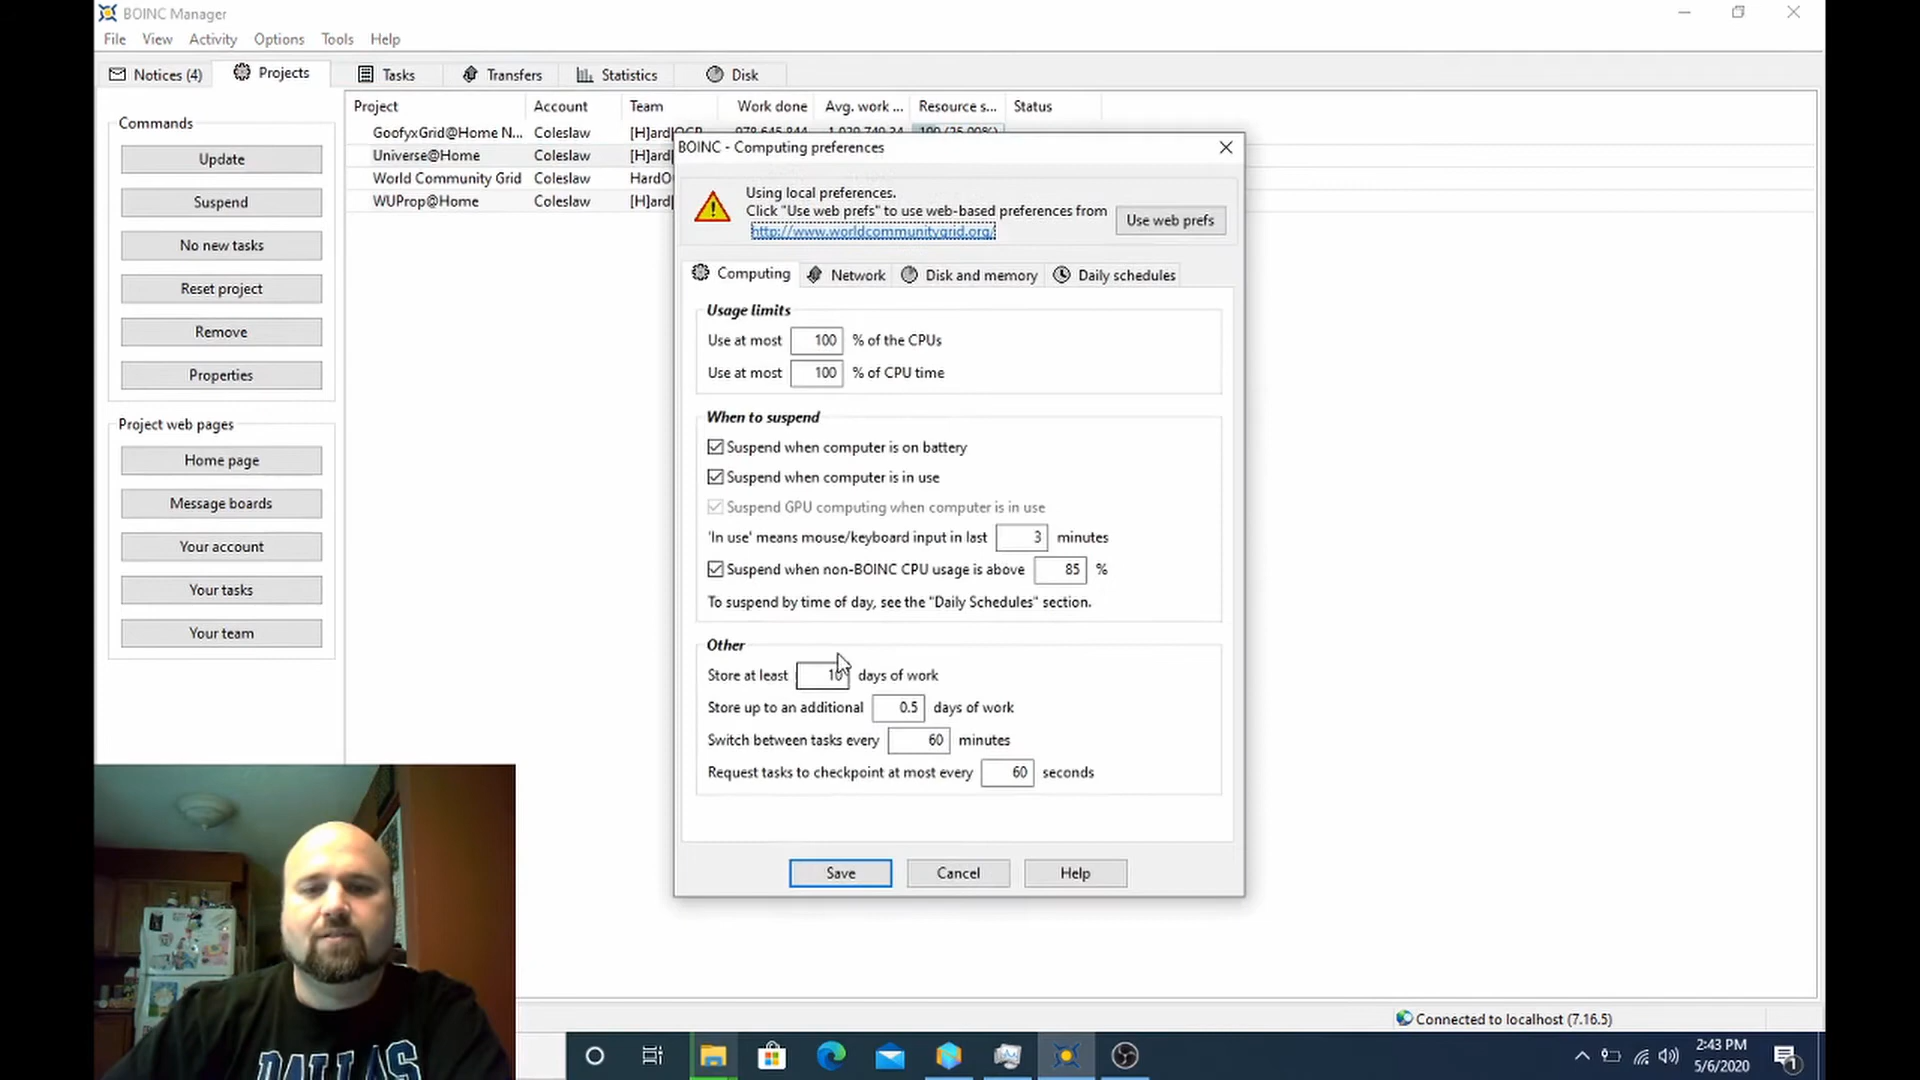 BOINC Manager
File View Activity Options Tools Help
Notices (4) Projects Tasks Transfers Statistics Disk
Commands
Update
Suspend
No new tasks
Reset project
Remove
Properties
Project web pages
Home page
Message boards
Your account
Your tasks
Your team
Project Account Team Work done Avg. work ... Resource s... Status
GoofyxGrid@Home N... Coleslaw
Universe@Home Coleslaw [H]ard
World Community Grid Coleslaw HardO
WUProp@Home Coleslaw [H]ard
BOINC - Computing preferences
Using local preferences.
Click "Use web prefs" to use web-based preferences from
http://www.worldcommunitygrid.org/
Use web prefs
Computing Network Disk and memory Daily schedules
Usage limits
Use at most 100 % of the CPUs
Use at most 100 % of CPU time
When to suspend
Suspend when computer is on battery
Suspend when computer is in use
Suspend GPU computing when computer is in use
'In use' means mouse/keyboard input in last 3 minutes
Suspend when non-BOINC CPU usage is above 85 %
To suspend by time of day, see the "Daily Schedules" section.
Other
Store at least 10 days of work
Store up to an additional 0.5 days of work
Switch between tasks every 60 minutes
Request tasks to checkpoint at most every 60 seconds
Save Cancel Help
DALLAS
Connected to localhost (7.16.5)
2:43 PM
5/6/2020
1